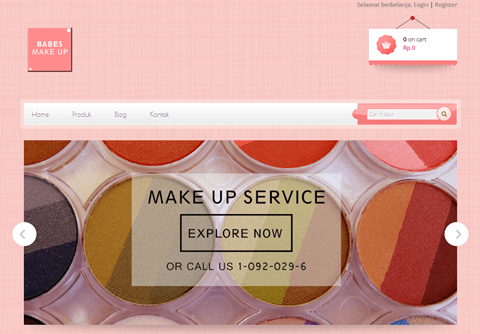 Selamat berbelanja, Login | Register
BABES
MAKE UP
0 on cart
Rp 0
Home Produk Blog Kontak
Cari Produk
MAKE UP SERVICE
EXPLORE NOW
OR CALL US 1-092-029-6